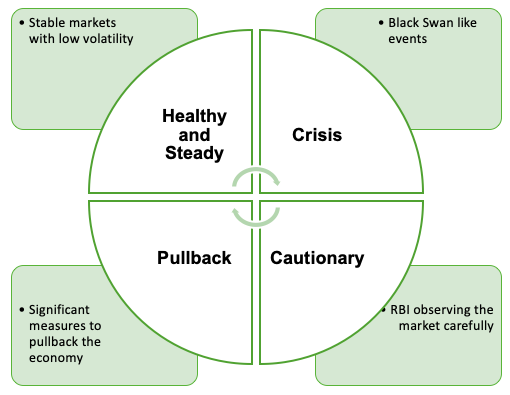 • Stable markets
with low volatility
• Black Swan like
events
Healthy
and
Steady
Crisis
Pullback
Cautionary
• Significant
measures to
pullback the
economy
• RBI observing the
market carefully